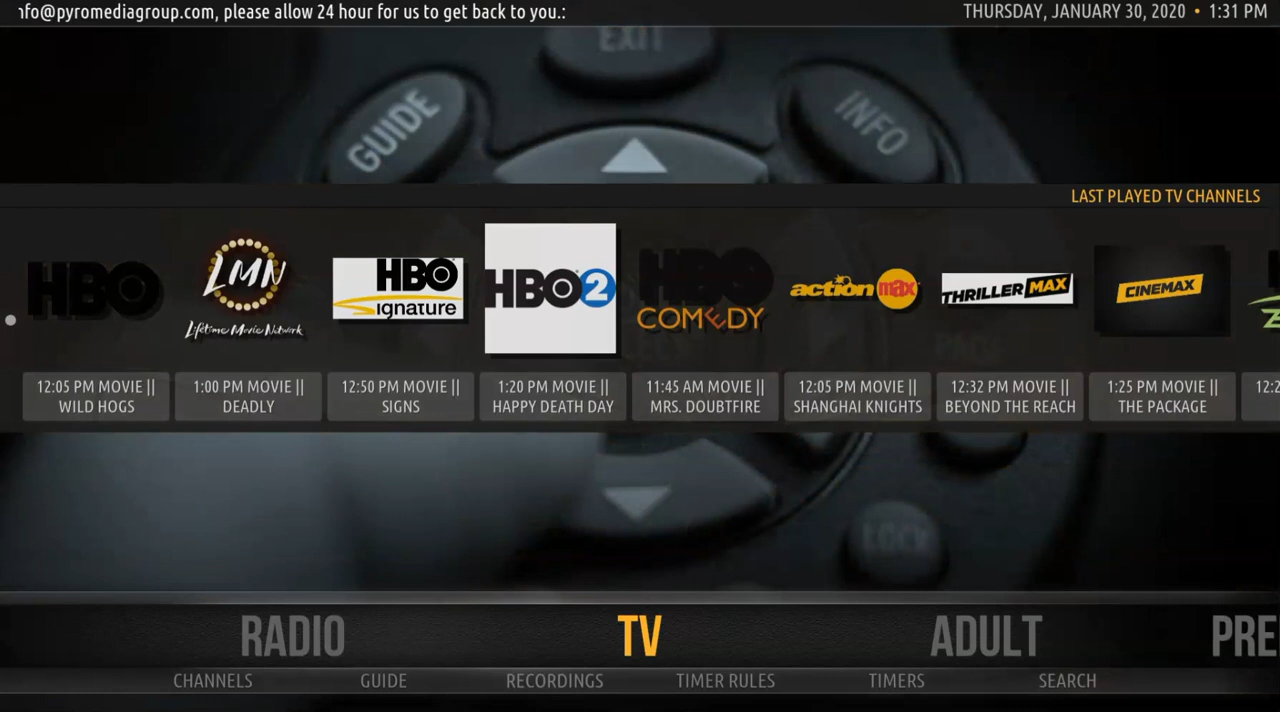 nfo@pyromediagroup.com, please allow 24 hour for us to get back to you.:
THURSDAY, JANUARY 30, 2020 • 1:31 PM
EXIT
GUIDE
INFO
LAST PLAYED TV CHANNELS
HBO
LMN
Lifetime Movie Network
HBO
Signature
HBO2
HBO
COMEDY
action max
THRILLERMAX
CINEMAX
12:05 PM MOVIE ||
WILD HOGS
1:00 PM MOVIE ||
DEADLY
12:50 PM MOVIE ||
SIGNS
1:20 PM MOVIE ||
HAPPY DEATH DAY
11:45 AM MOVIE ||
MRS. DOUBTFIRE
12:05 PM MOVIE ||
SHANGHAI KNIGHTS
12:32 PM MOVIE ||
BEYOND THE REACH
1:25 PM MOVIE ||
THE PACKAGE
12:2
LOCK
RADIO
TV
ADULT
PRE
CHANNELS
GUIDE
RECORDINGS
TIMER RULES
TIMERS
SEARCH